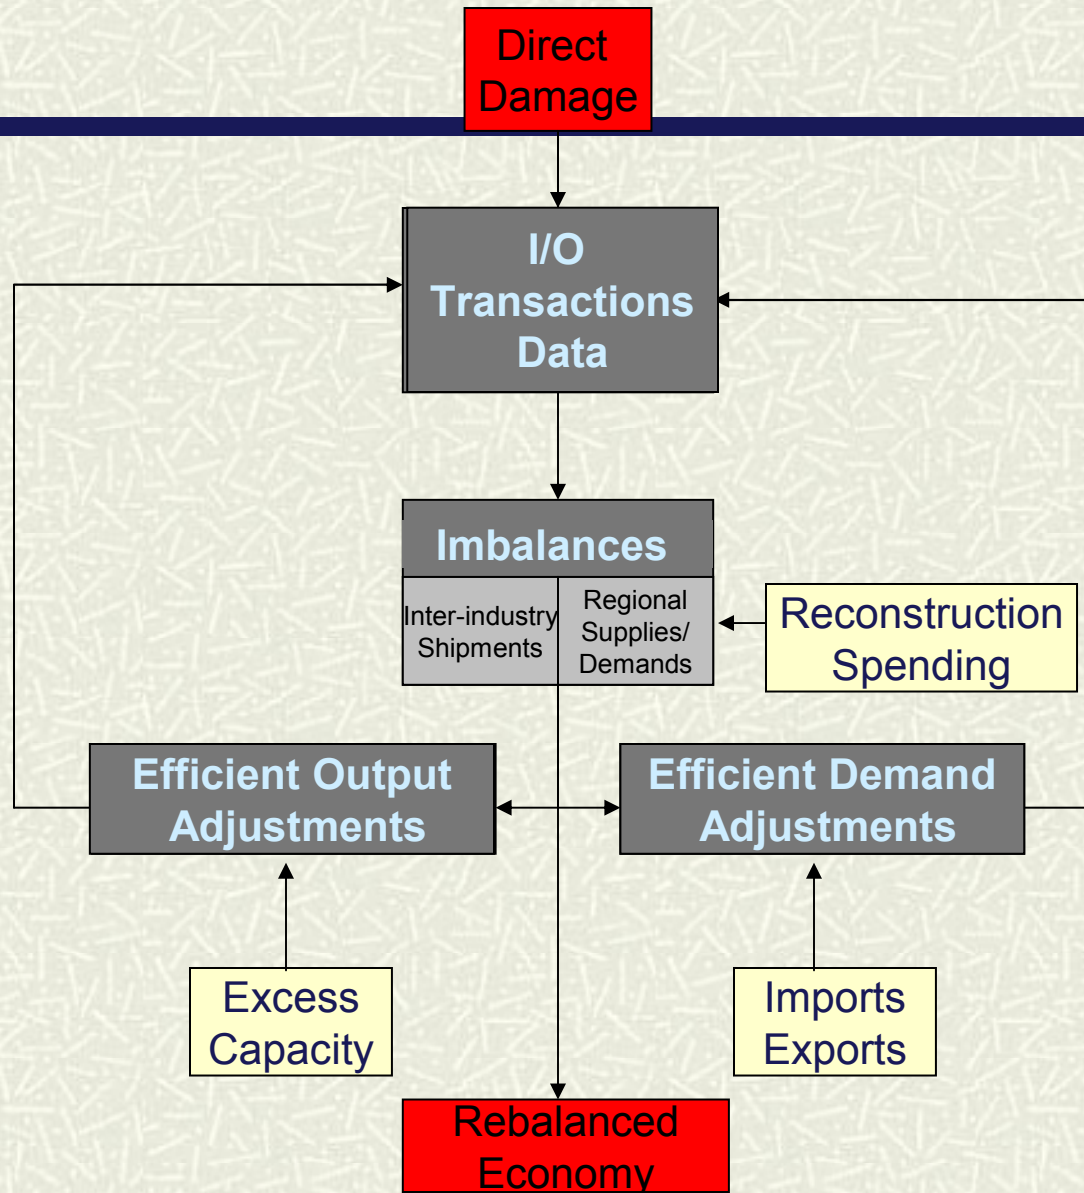 Direct
Damage
I/O
Transactions
Data
Imbalances
Inter-industry
Shipments
Regional
Supplies/
Demands
Reconstruction
Spending
Efficient Output
Adjustments
Efficient Demand
Adjustments
Excess
Capacity
Imports
Exports
Rebalanced
Economy